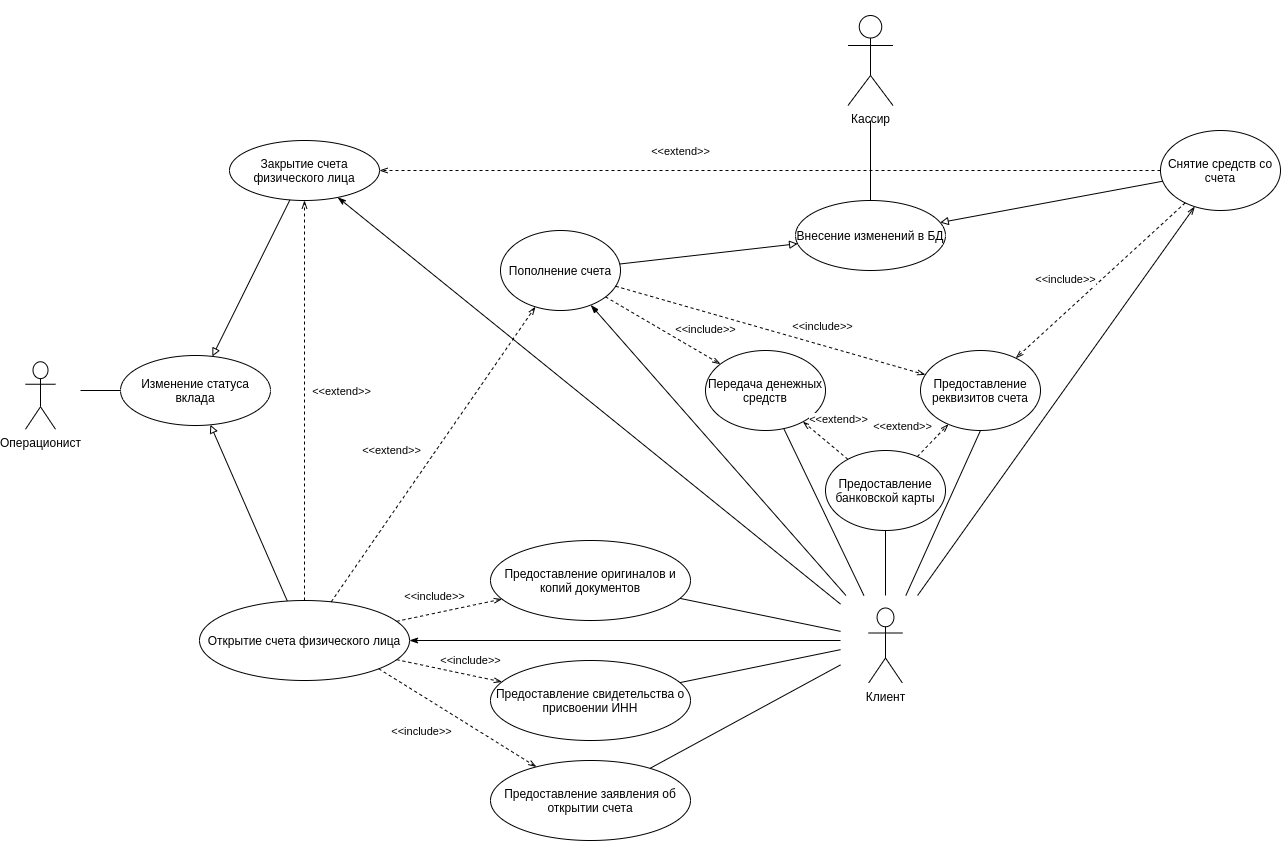 Кассир
<<extend>>
Закрытие счета
физического лица
Снятие средств со
счета
Внесение изменений в БД
Пополнение счета
<<include>>
<<include>>
<<include>>
Изменение статуса
вклада
<<extend>>
Передача денежных
средств
Предоставление
реквизитов счета
<<extend>>
<<extend>>
Операционист
<<extend>>
Предоставление
банковской карты
Предоставление оригиналов и
копий документов
<<include>>
Открытие счета физического лица
<<include>>
Предоставление свидетельства о
присвоении ИНН
Клиент
<<include>>
Предоставление заявления об
открытии счета